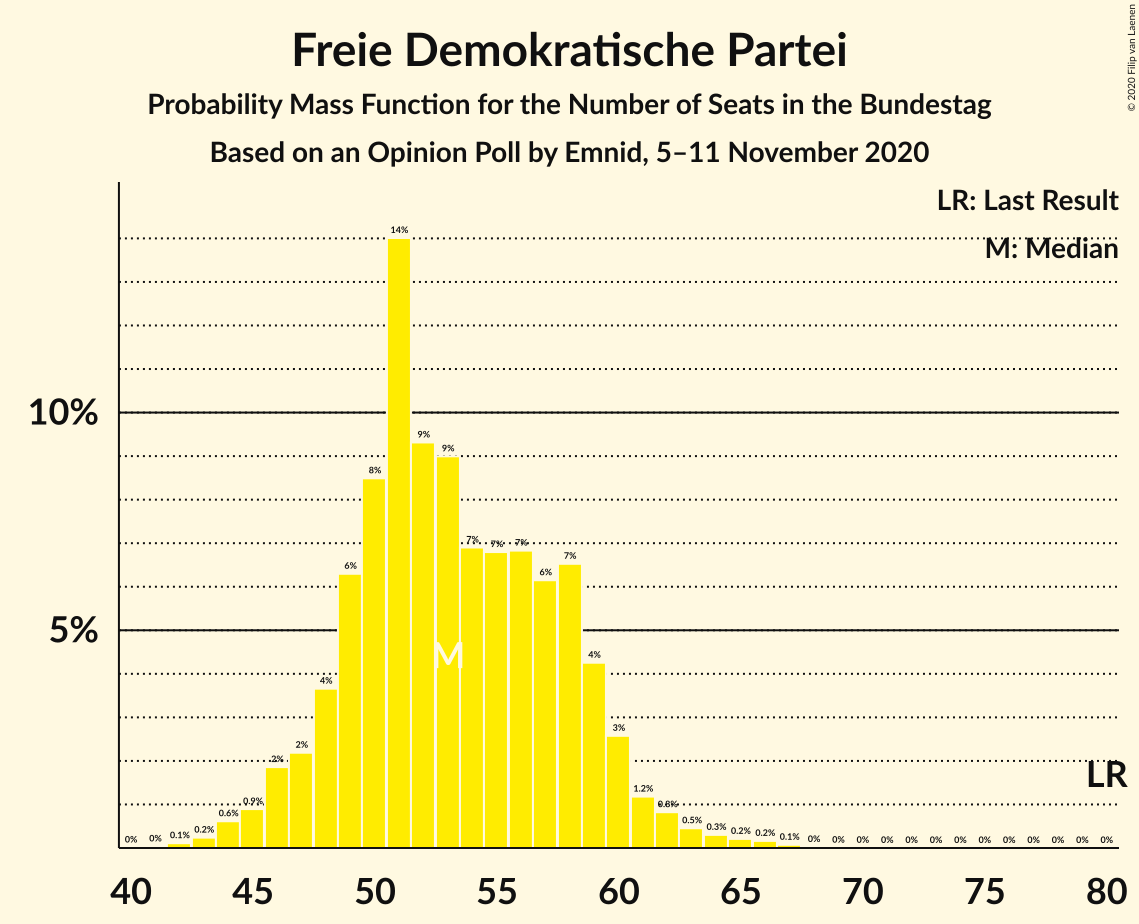 Freie Demokratische Partei
Probability Mass Function for the Number of Seats in the Bundestag
Based on an Opinion Poll by Emnid, 5–11 November 2020
© 2020 Filip van Laenen
LR: Last Result
M: Median
10%
5%
0% 0% 0.1% 0.2% 0.6% 0.9% 2% 2% 4% 6% 8% 14% 9% 9% 7% 7% 7% 6% 7% 4% 3% 1.2% 0.8% 0.5% 0.3% 0.2% 0.2% 0.1% 0% 0% 0% 0% 0% 0% 0% 0% 0% 0% 0% 0% 0%
M
LR
40 45 50 55 60 65 70 75 80